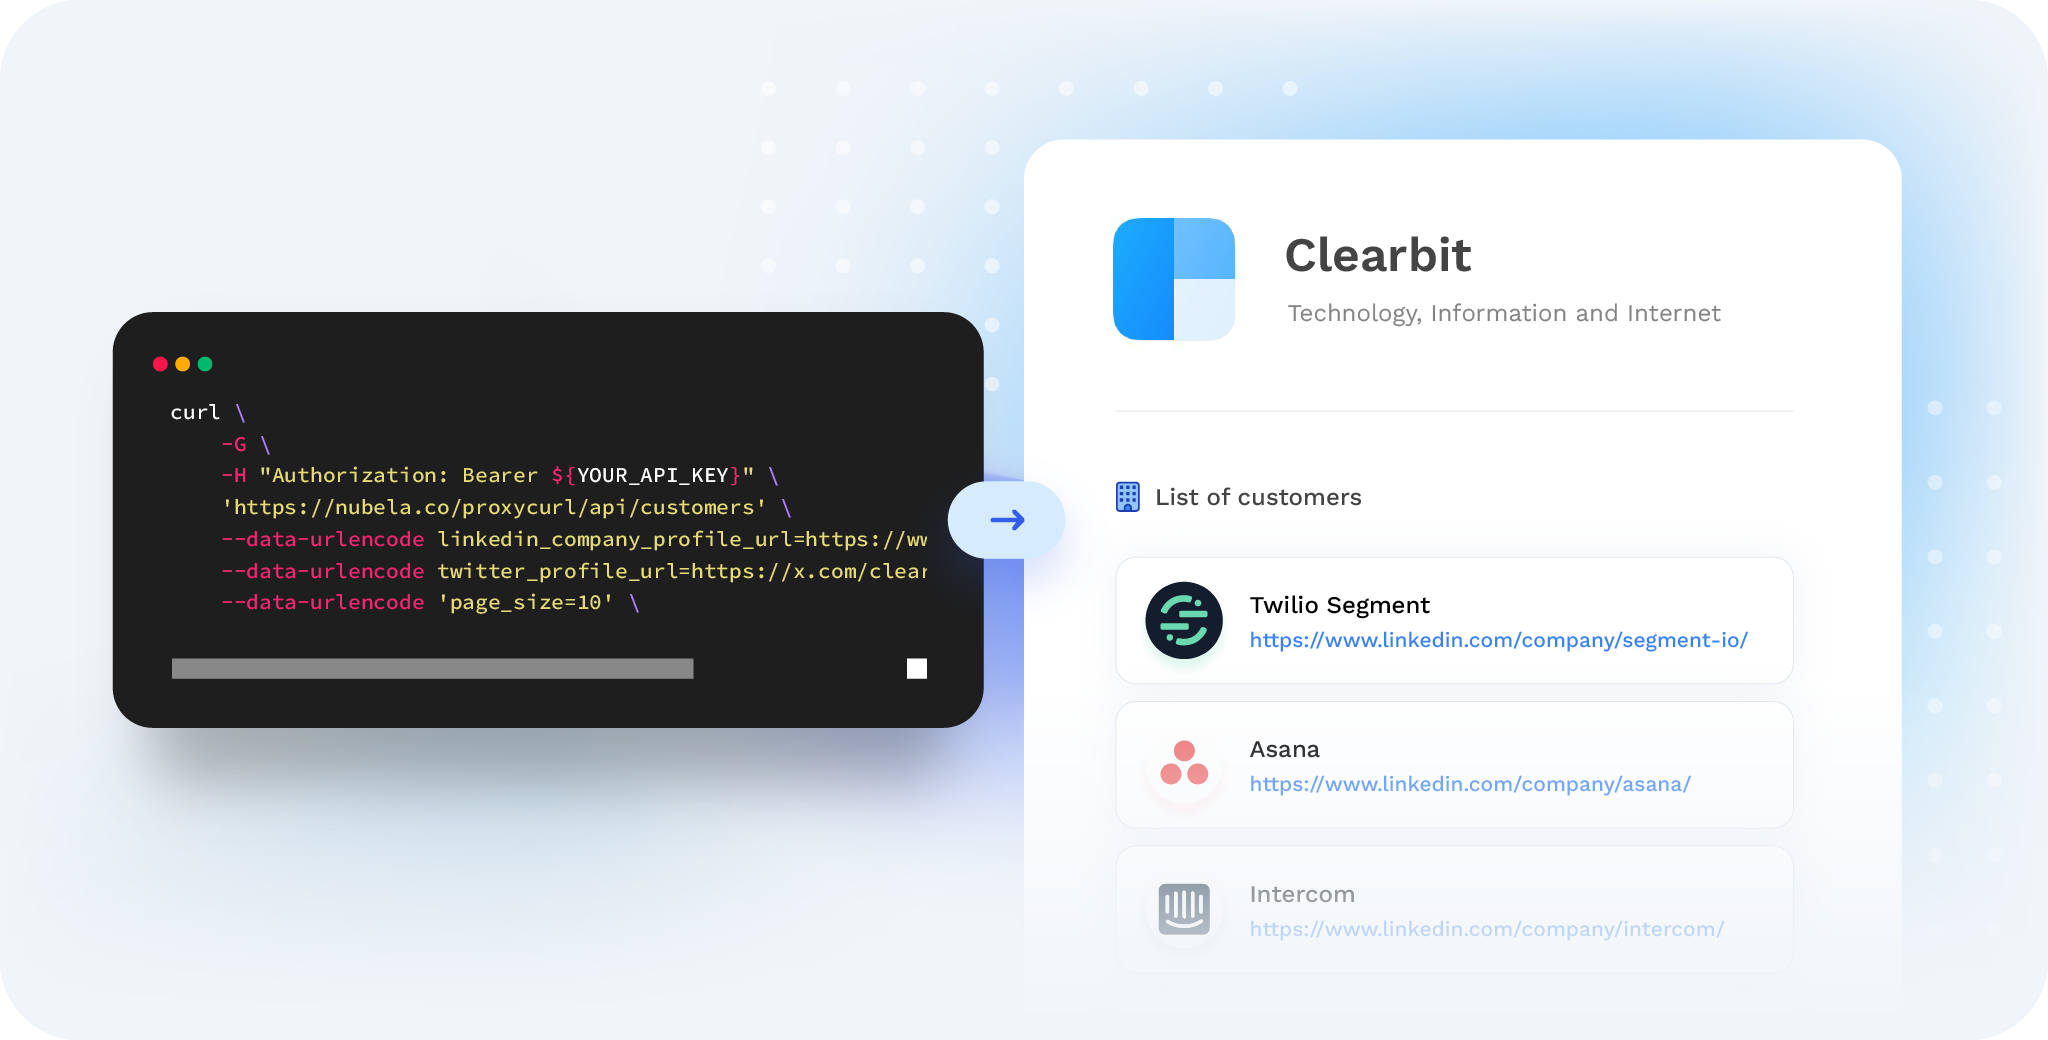 curl \
-G \
-H "Authorization: Bearer ${YOUR_API_KEY}" \
'https://nubela.co/proxycurl/api/customers' \
--data-urlencode linkedin_company_profile_url=https://ww
--data-urlencode twitter_profile_url=https://x.com/clear
--data-urlencode 'page_size=10' \
Clearbit
Technology, Information and Internet
List of customers
Twilio Segment
https://www.linkedin.com/company/segment-io/
Asana
https://www.linkedin.com/company/asana/
Intercom
https://www.linkedin.com/company/intercom/